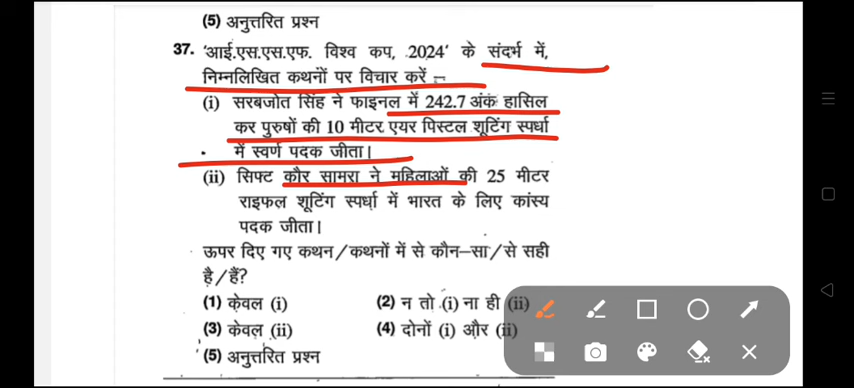 (5) अनुत्तरित प्रश्न
37. 'आई.एस.एस.एफ. विश्व कप, 2024' के संदर्भ में,
निम्नलिखित कथनों पर विचार करें –
(i) सरबजोत सिंह ने फाइनल में 242.7 अंक हासिल
कर पुरुषों की 10 मीटर एयर पिस्टल शूटिंग स्पर्धा
में स्वर्ण पदक जीता।
(ii) सिफ्ट कौर सामरा ने महिलाओं की 25 मीटर
राइफल शूटिंग स्पर्धा में भारत के लिए कांस्य
पदक जीता।
ऊपर दिए गए कथन/कथनों में से कौन–सा/से सही
है/हैं?
(1) केवल (i) (2) न तो (i) ना ही (ii)
(3) केवल (ii) (4) दोनों (i) और (ii)
(5) अनुत्तरित प्रश्न